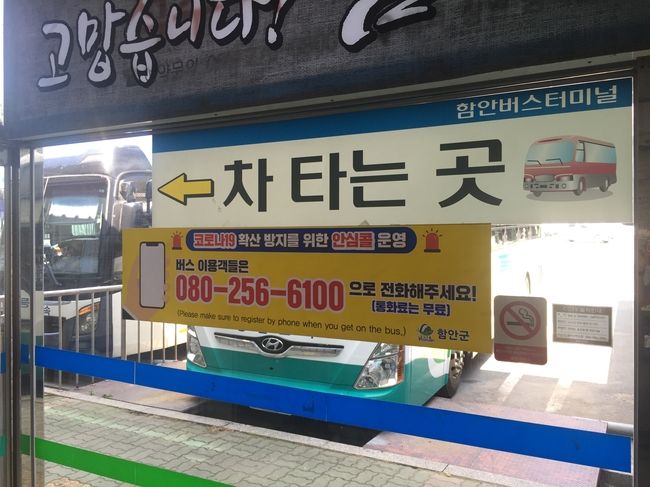 고맙습니다!
함안버스터미널
차 타는 곳
코로나19 확산 방지를 위한 안심콜 운영
버스 이용객들은
080-256-6100 으로 전화해주세요!
(통화료는 무료)
(Please make sure to register by phone when you get on the bus.)
함안군